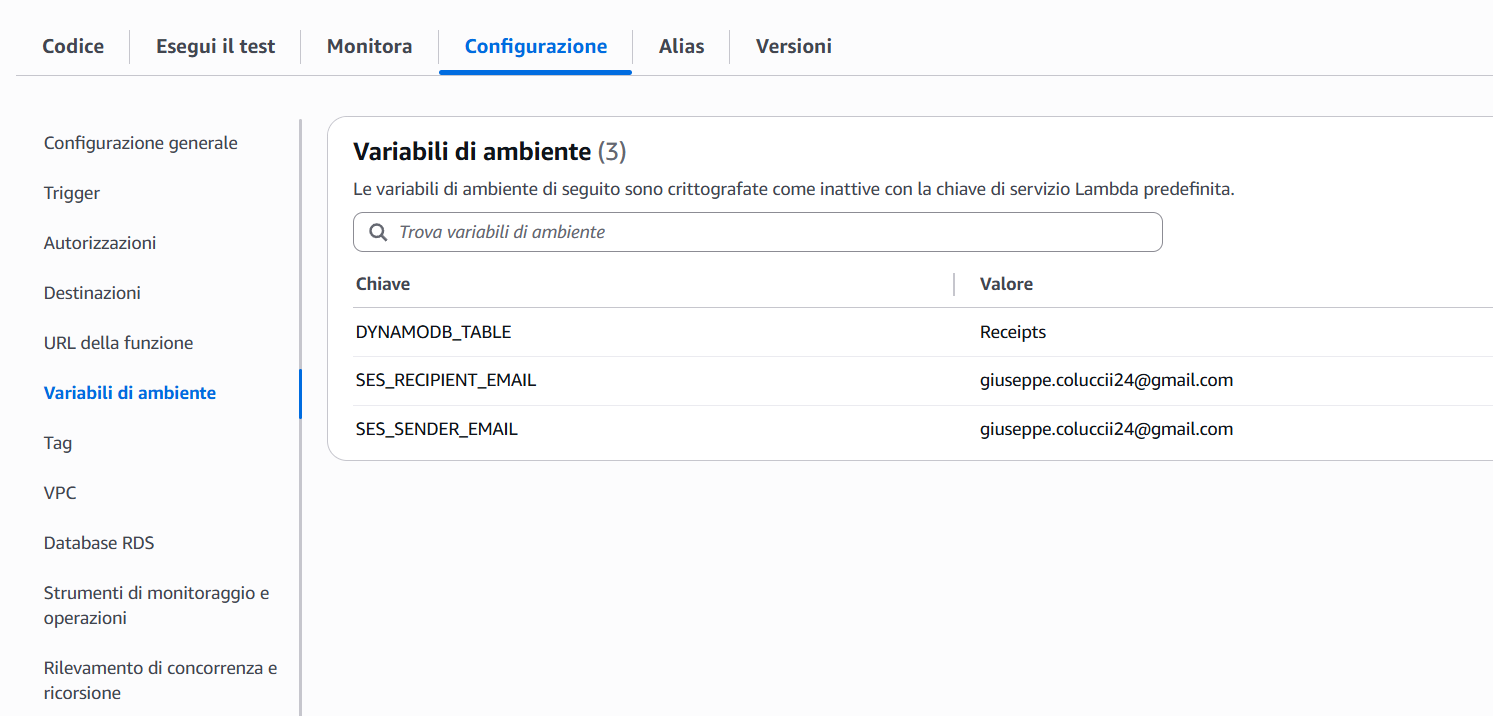 Codice
Esegui il test
Monitora
Configurazione
Alias
Versioni
Configurazione generale
Trigger
Autorizzazioni
Destinazioni
URL della funzione
Variabili di ambiente
Tag
VPC
Database RDS
Strumenti di monitoraggio e
operazioni
Rilevamento di concorrenza e
ricorsione
Variabili di ambiente (3)
Le variabili di ambiente di seguito sono crittografate come inattive con la chiave di servizio Lambda predefinita.
Trova variabili di ambiente
Chiave Valore
DYNAMODB_TABLE Receipts
SES_RECIPIENT_EMAIL giuseppe.coluccii24@gmail.com
SES_SENDER_EMAIL giuseppe.coluccii24@gmail.com